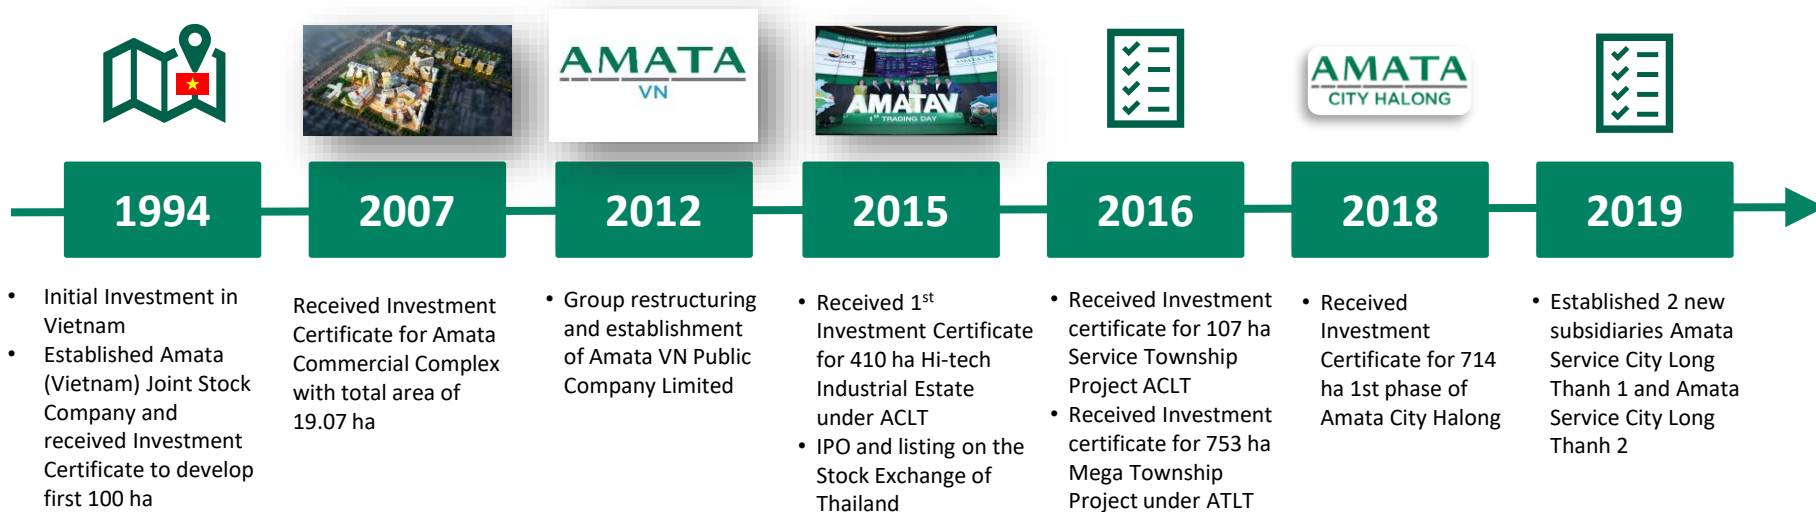 AMATA
VN
SET
AMATAV
1st TRADING DAY
AMATA
CITY HALONG
1994
2007
2012
2015
2016
2018
2019
• Initial Investment in
Vietnam
• Established Amata
(Vietnam) Joint Stock
Company and
received Investment
Certificate to develop
first 100 ha
Received Investment
Certificate for Amata
Commercial Complex
with total area of
19.07 ha
• Group restructuring
and establishment
of Amata VN Public
Company Limited
• Received 1st
Investment Certificate
for 410 ha Hi-tech
Industrial Estate
under ACLT
• IPO and listing on the
Stock Exchange of
Thailand
• Received Investment
certificate for 107 ha
Service Township
Project ACLT
• Received Investment
certificate for 753 ha
Mega Township
Project under ATLT
• Received
Investment
Certificate for 714
ha 1st phase of
Amata City Halong
• Established 2 new
subsidiaries Amata
Service City Long
Thanh 1 and Amata
Service City Long
Thanh 2